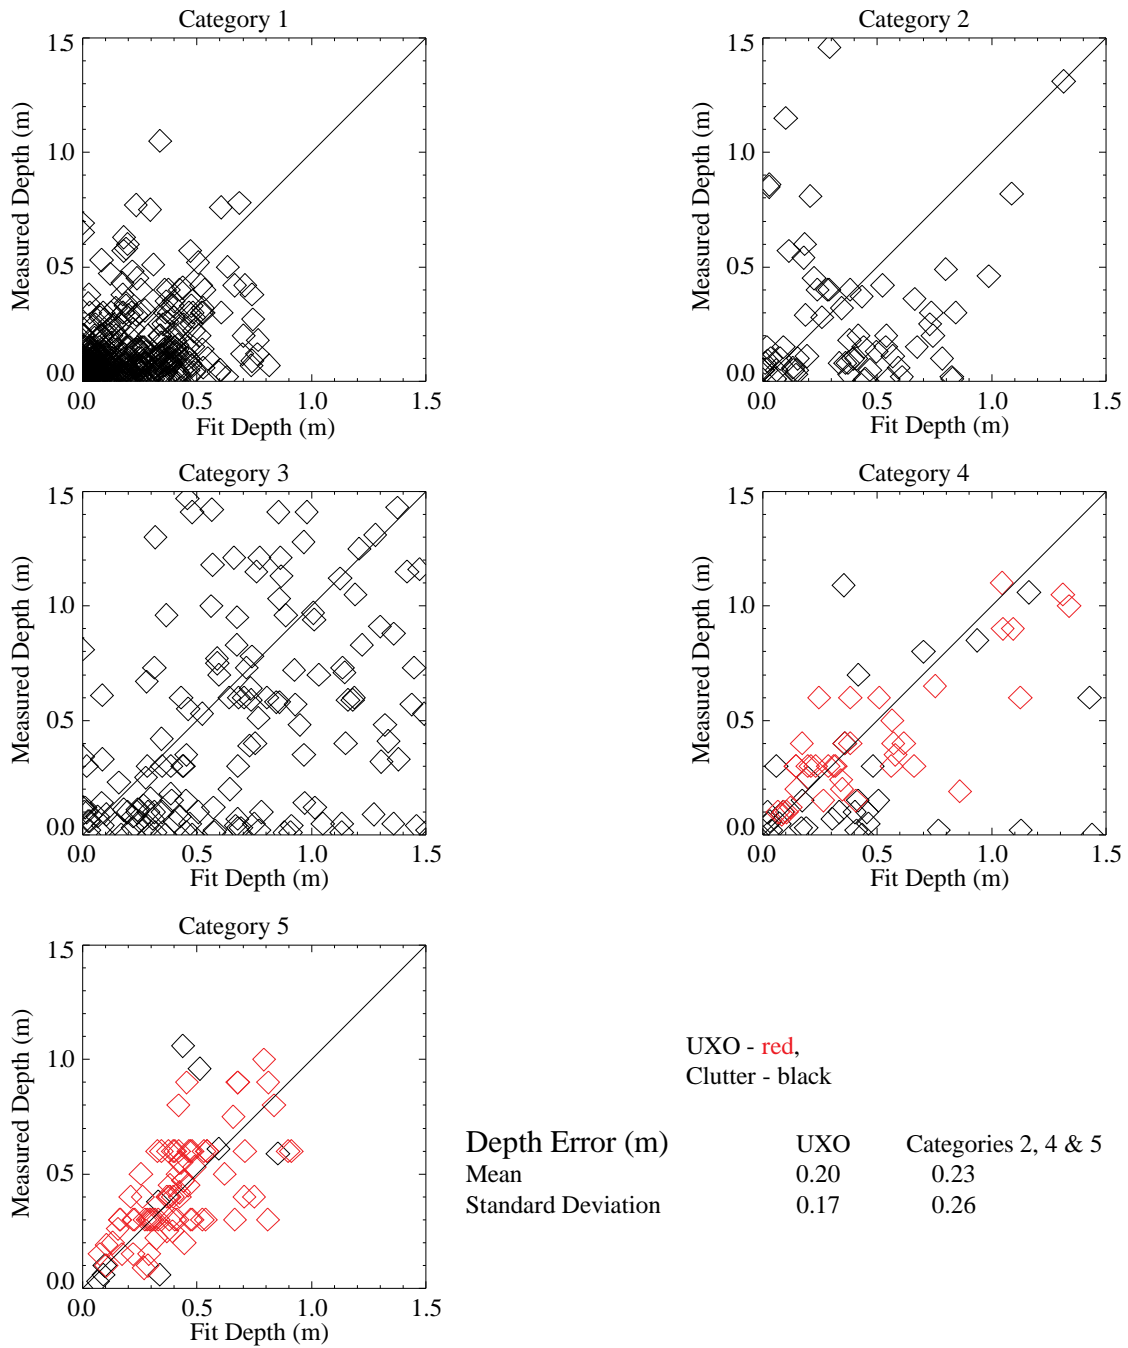 Category 1
1.5
1.0
0.5
0.0
Measured Depth (m)
0.0 0.5 1.0 1.5
Fit Depth (m)
Category 2
1.5
1.0
0.5
0.0
Measured Depth (m)
0.0 0.5 1.0 1.5
Fit Depth (m)
Category 3
1.5
1.0
0.5
0.0
Measured Depth (m)
0.0 0.5 1.0 1.5
Fit Depth (m)
Category 4
1.5
1.0
0.5
0.0
Measured Depth (m)
0.0 0.5 1.0 1.5
Fit Depth (m)
Category 5
1.5
1.0
0.5
0.0
Measured Depth (m)
0.0 0.5 1.0 1.5
Fit Depth (m)
UXO - red,
Clutter - black
Depth Error (m) UXO Categories 2, 4 & 5
Mean 0.20 0.23
Standard Deviation 0.17 0.26